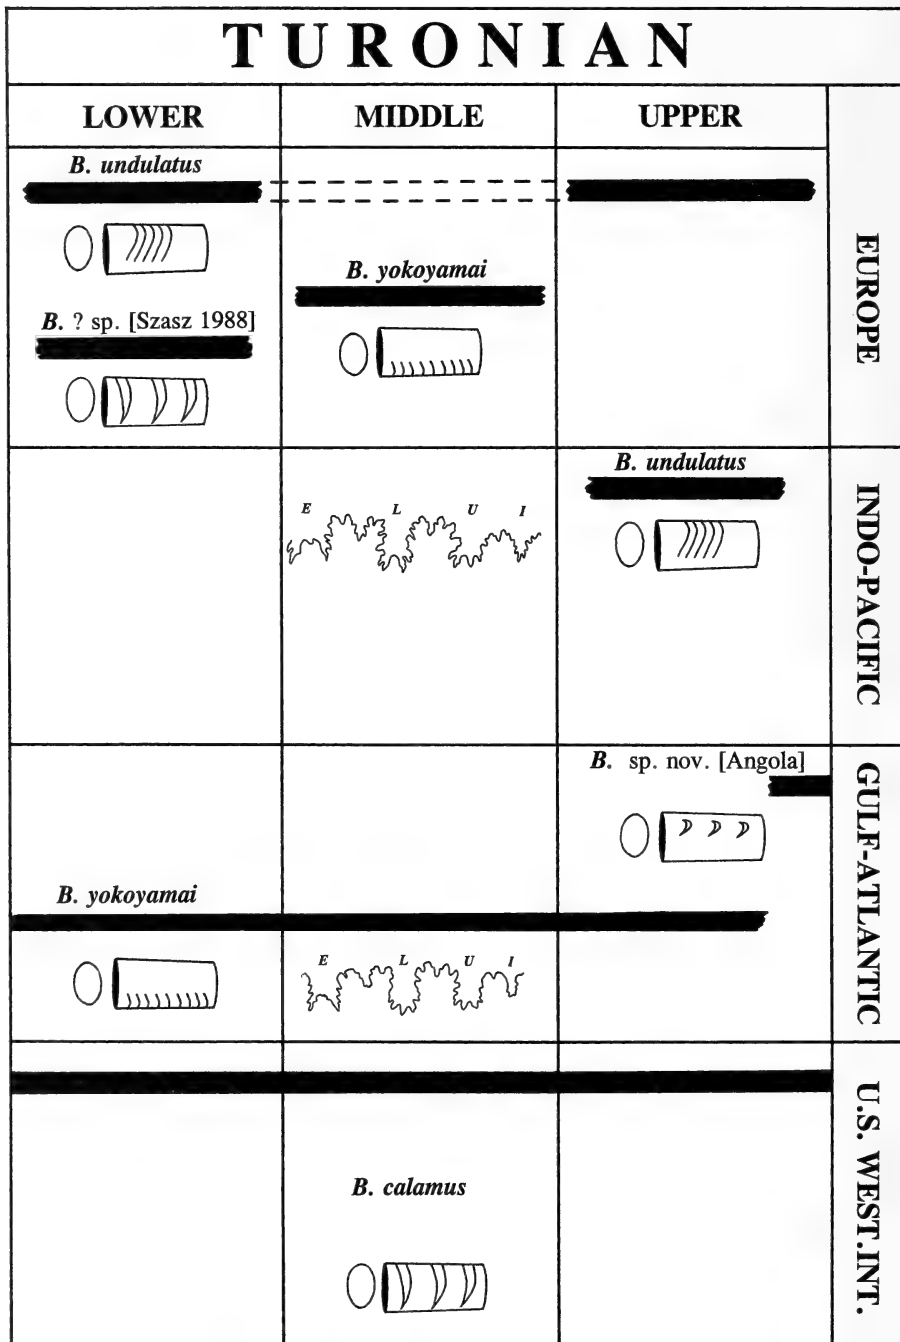 TURONIAN
LOWER MIDDLE UPPER
B. undulatus
B. yokoyamai
B. ? sp. [Szasz 1988]
EUROPE
B. undulatus
E L U I
INDO-PACIFIC
B. sp. nov. [Angola]
B. yokoyamai
E L U I
GULF-ATLANTIC
B. calamus
U.S. WEST.INT.